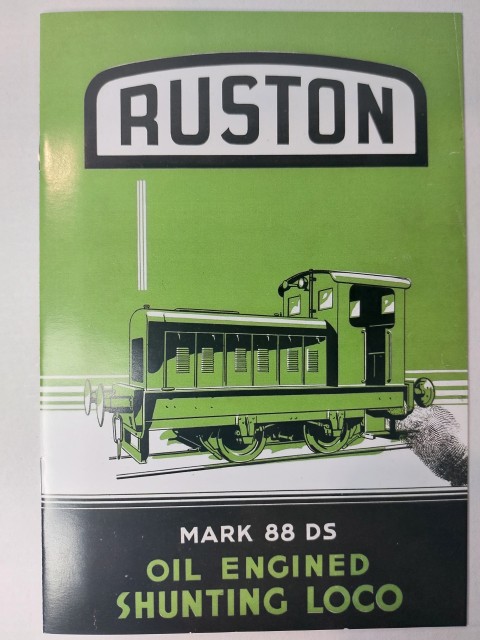 RUSTON
MARK 88 DS
OIL ENGINED
SHUNTING LOCO